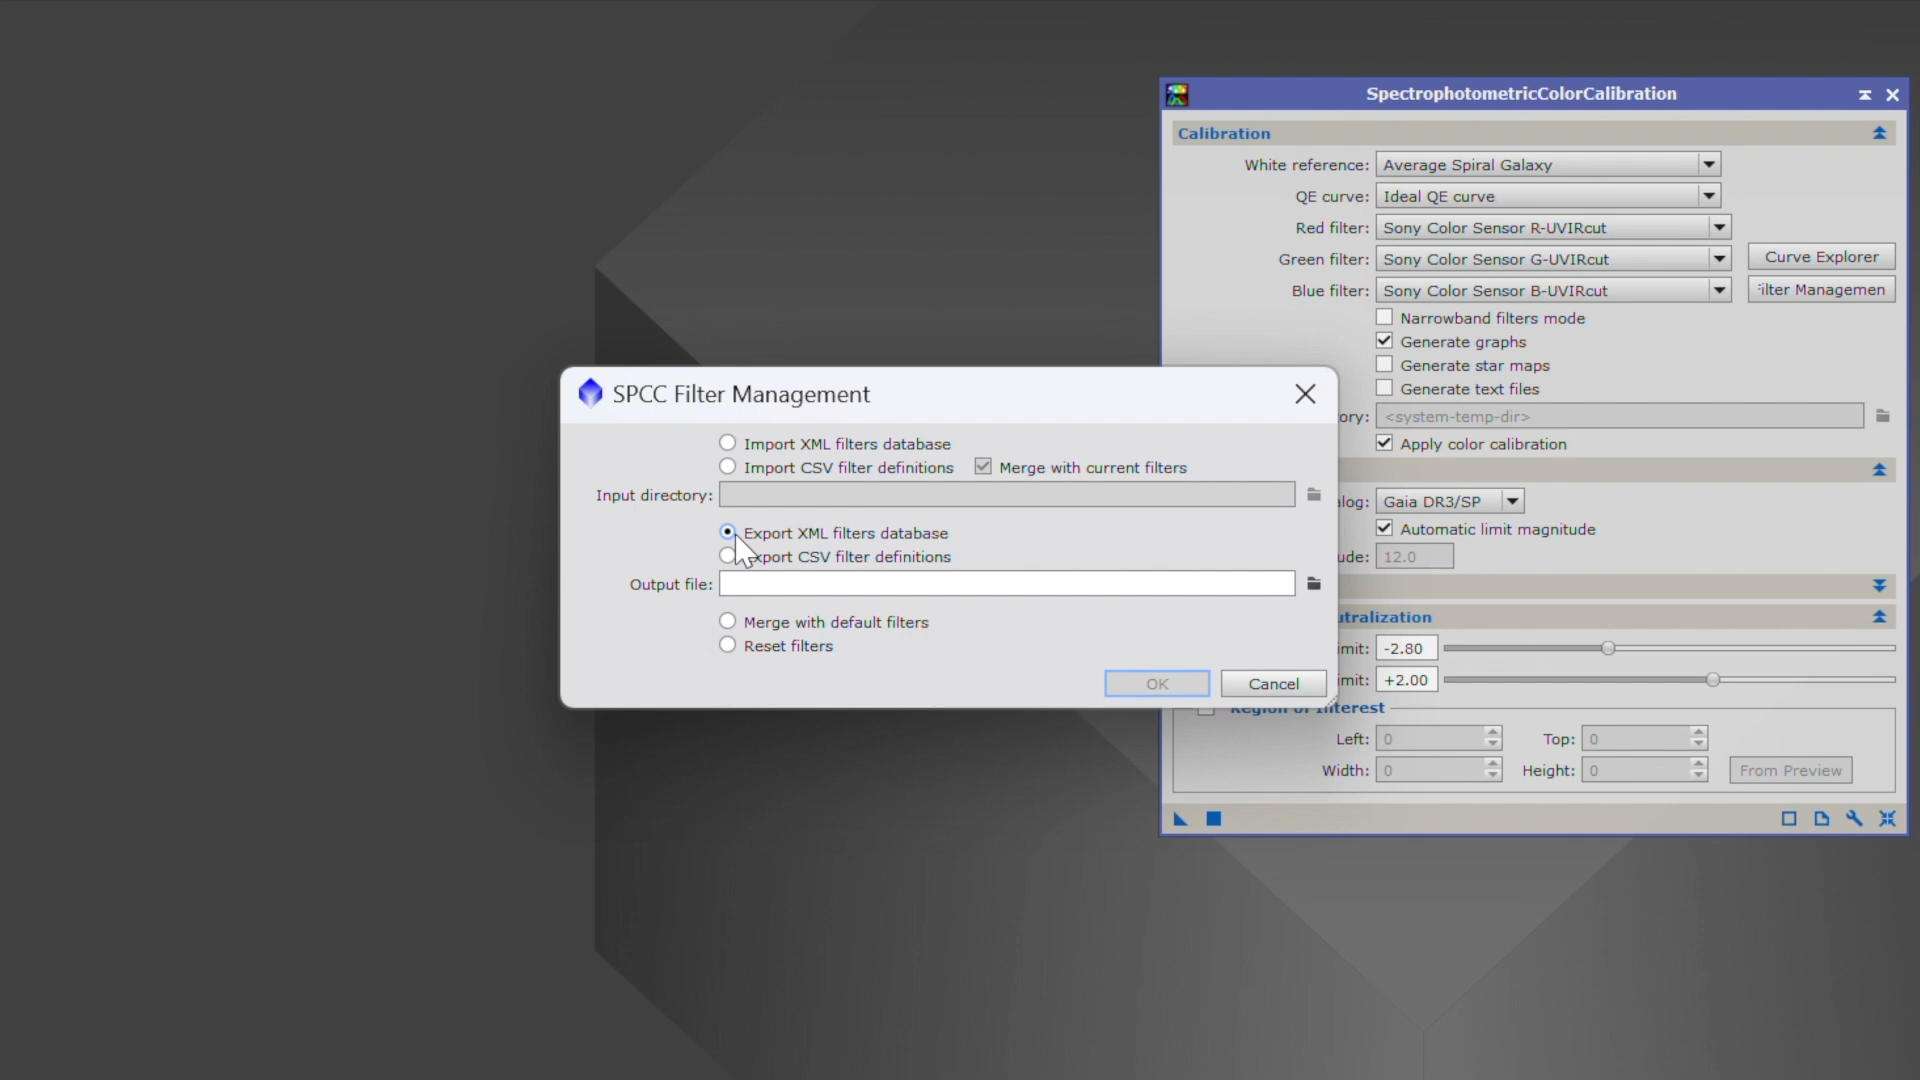 SpectrophotometricColorCalibration
Calibration
White reference: Average Spiral Galaxy
QE curve: Ideal QE curve
Red filter: Sony Color Sensor R-UVIRcut
Green filter: Sony Color Sensor G-UVIRcut
Curve Explorer
Blue filter: Sony Color Sensor B-UVIRcut
ilter Managemen
Narrowband filters mode
Generate graphs
Generate star maps
Generate text files
ory: <system-temp-dir>
Apply color calibration
log: Gaia DR3/SP
Automatic limit magnitude
ude: 12.0
utralization
imit: -2.80
imit: +2.00
Region of Interest
Left: 0 Top: 0
Width: 0 Height: 0 From Preview
SPCC Filter Management
Import XML filters database
Import CSV filter definitions Merge with current filters
Input directory:
Export XML filters database
xport CSV filter definitions
Output file:
Merge with default filters
Reset filters
OK Cancel